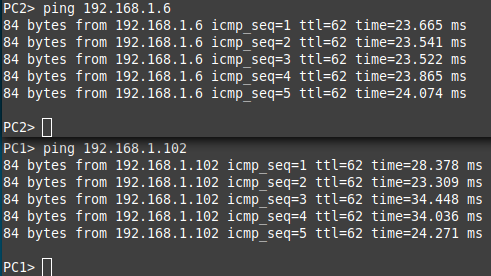 PC2> ping 192.168.1.6
84 bytes from 192.168.1.6 icmp_seq=1 ttl=62 time=23.665 ms
84 bytes from 192.168.1.6 icmp_seq=2 ttl=62 time=23.541 ms
84 bytes from 192.168.1.6 icmp_seq=3 ttl=62 time=23.522 ms
84 bytes from 192.168.1.6 icmp_seq=4 ttl=62 time=23.865 ms
84 bytes from 192.168.1.6 icmp_seq=5 ttl=62 time=24.074 ms
PC2>
PC1> ping 192.168.1.102
84 bytes from 192.168.1.102 icmp_seq=1 ttl=62 time=28.378 ms
84 bytes from 192.168.1.102 icmp_seq=2 ttl=62 time=23.309 ms
84 bytes from 192.168.1.102 icmp_seq=3 ttl=62 time=34.448 ms
84 bytes from 192.168.1.102 icmp_seq=4 ttl=62 time=34.036 ms
84 bytes from 192.168.1.102 icmp_seq=5 ttl=62 time=24.271 ms
PC1>